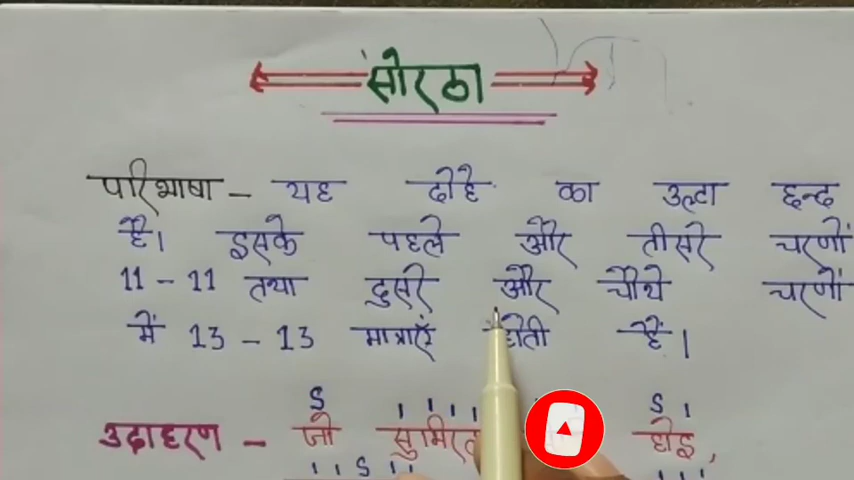 सोरठा
परिभाषा – यह दोहे का उल्टा छन्द
है। इसके पहले और तीसरे चरणों
11 – 11 तथा दुसरे और चौथे चरणों
में 13 – 13 मात्राएँ होती हैं।
S । । । । S ।
उदाहरण – जो होइ,
। । S । । । । ।